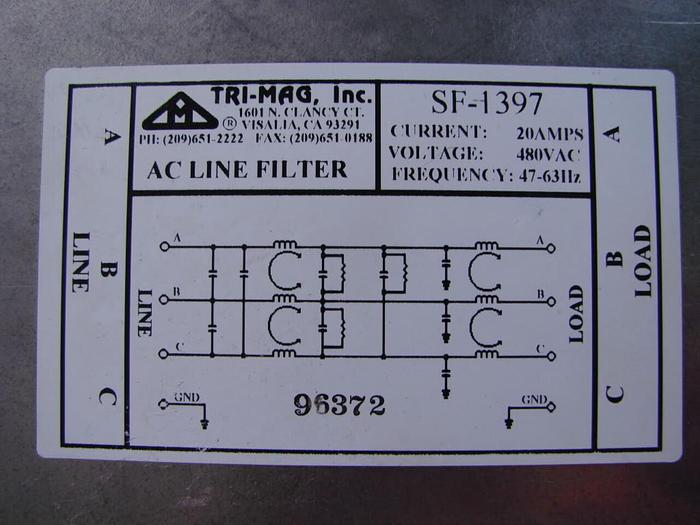 TRI-MAG, Inc.
1601 N. CLANCY CT.
® VISALIA, CA 93291
PH: (209)651-2222 FAX: (209)651-0188
AC LINE FILTER
SF-1397
CURRENT: 20AMPS
VOLTAGE: 480VAC
FREQUENCY: 47-63Hz
A
B
C
LINE
A
B
C
GND
LINE
96372
A
B
C
GND
LOAD
A
B
C
LOAD